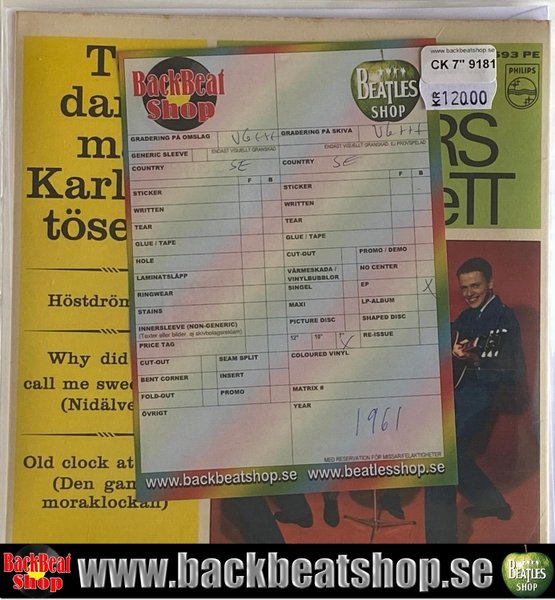 T
dan
m
Karl
töse
Höstdrön
Why did
call me swee
(Nidälve
Old clock at
(Den gam
moraklockan)
BackBeat
Shop
BEATLES
SHOP
www.backbeatshop.se
CK 7" 9181
KR 120.00
593 PE
PHILIPS
RS
eTT
GRADERING PÅ OMSLAG VG+++
GRADERING PÅ SKIVA VG+++
GENERIC SLEEVE
ENDAST VISUELLT GRANSKAD
ENDAST VISUELLT GRANSKAD, EJ PROVSPELAD
COUNTRY SE
COUNTRY SE
F B
F B
STICKER
STICKER
WRITTEN
WRITTEN
TEAR
TEAR
GLUE / TAPE
GLUE / TAPE
HOLE
CUT-OUT
PROMO / DEMO
LAMINATSLÄPP
VÄRMESKADA /
VINYLBUBBLOR
NO CENTER
RINGWEAR
SINGEL
EP X
STAINS
MAXI
LP-ALBUM
INNERSLEEVE (NON-GENERIC)
(Texter eller bilder, ej skivbolagsreklam)
PICTURE DISC
SHAPED DISC
PRICE TAG
12" 10" 7" X
RE-ISSUE
CUT-OUT
SEAM SPLIT
COLOURED VINYL
BENT CORNER
INSERT
FOLD-OUT
PROMO
MATRIX #
ÖVRIGT
YEAR
1961
MED RESERVATION FÖR MISSAR/FELAKTIGHETER
www.backbeatshop.se www.beatlesshop.se
BackBeat
Shop
www.backbeatshop.se
BEATLES
SHOP